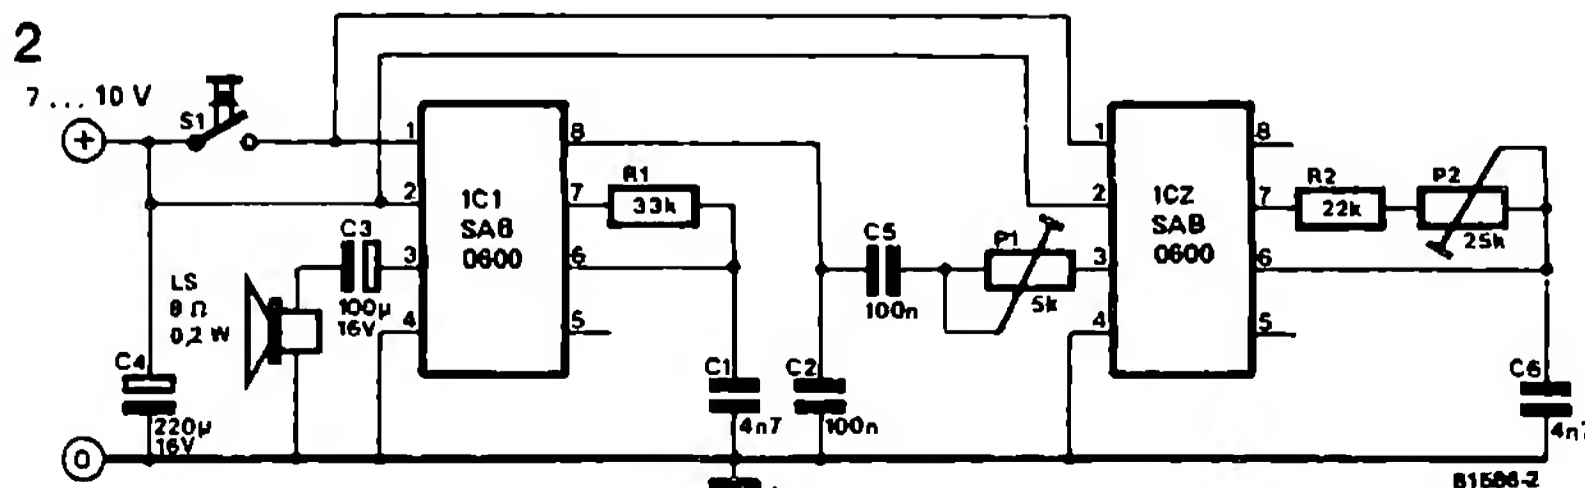 2
7 ... 10 V
+
S1
1
2
3
4
IC1
SAB
0600
8
7
6
5
R1
33k
C3
100µ
16V
LS
8 Ω
0,2 W
C4
220µ
16V
0
C1
4n7
C2
100n
C5
100n
P1
5k
1
2
3
4
IC2
SAB
0600
8
7
6
5
R2
22k
P2
25k
C6
4n7
81586-2